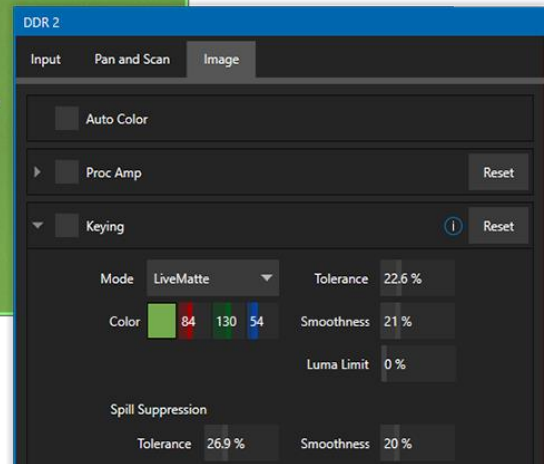 DDR 2
Input Pan and Scan Image
Auto Color
Proc Amp Reset
Keying i Reset
Mode LiveMatte Tolerance 22.6 %
Color 84 130 54 Smoothness 21 %
Luma Limit 0 %
Spill Suppression
Tolerance 26.9 % Smoothness 20 %